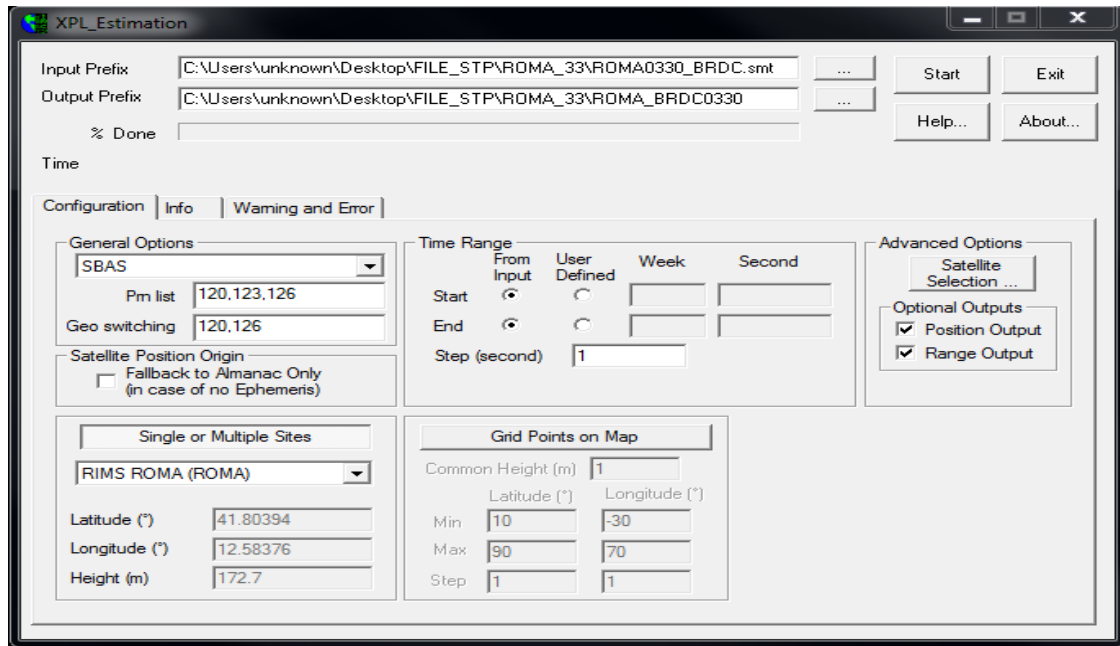 XPL_Estimation
Input Prefix C:\Users\unknown\Desktop\FILE_STP\ROMA_33\ROMA0330_BRDC.smt ... Start Exit
Output Prefix C:\Users\unknown\Desktop\FILE_STP\ROMA_33\ROMA_BRDC0330 ...
Help... About...
% Done
Time
Configuration Info Warning and Error
General Options
SBAS
Prn list 120,123,126
Geo switching 120,126
Satellite Position Origin
Fallback to Almanac Only
(in case of no Ephemeris)
Time Range
From Input User Defined Week Second
Start
End
Step (second) 1
Advanced Options
Satellite
Selection ...
Optional Outputs
Position Output
Range Output
Single or Multiple Sites
RIMS ROMA (ROMA)
Latitude (°) 41.80394
Longitude (°) 12.58376
Height (m) 172.7
Grid Points on Map
Common Height (m) 1
Latitude (°) Longitude (°)
Min 10 -30
Max 90 70
Step 1 1